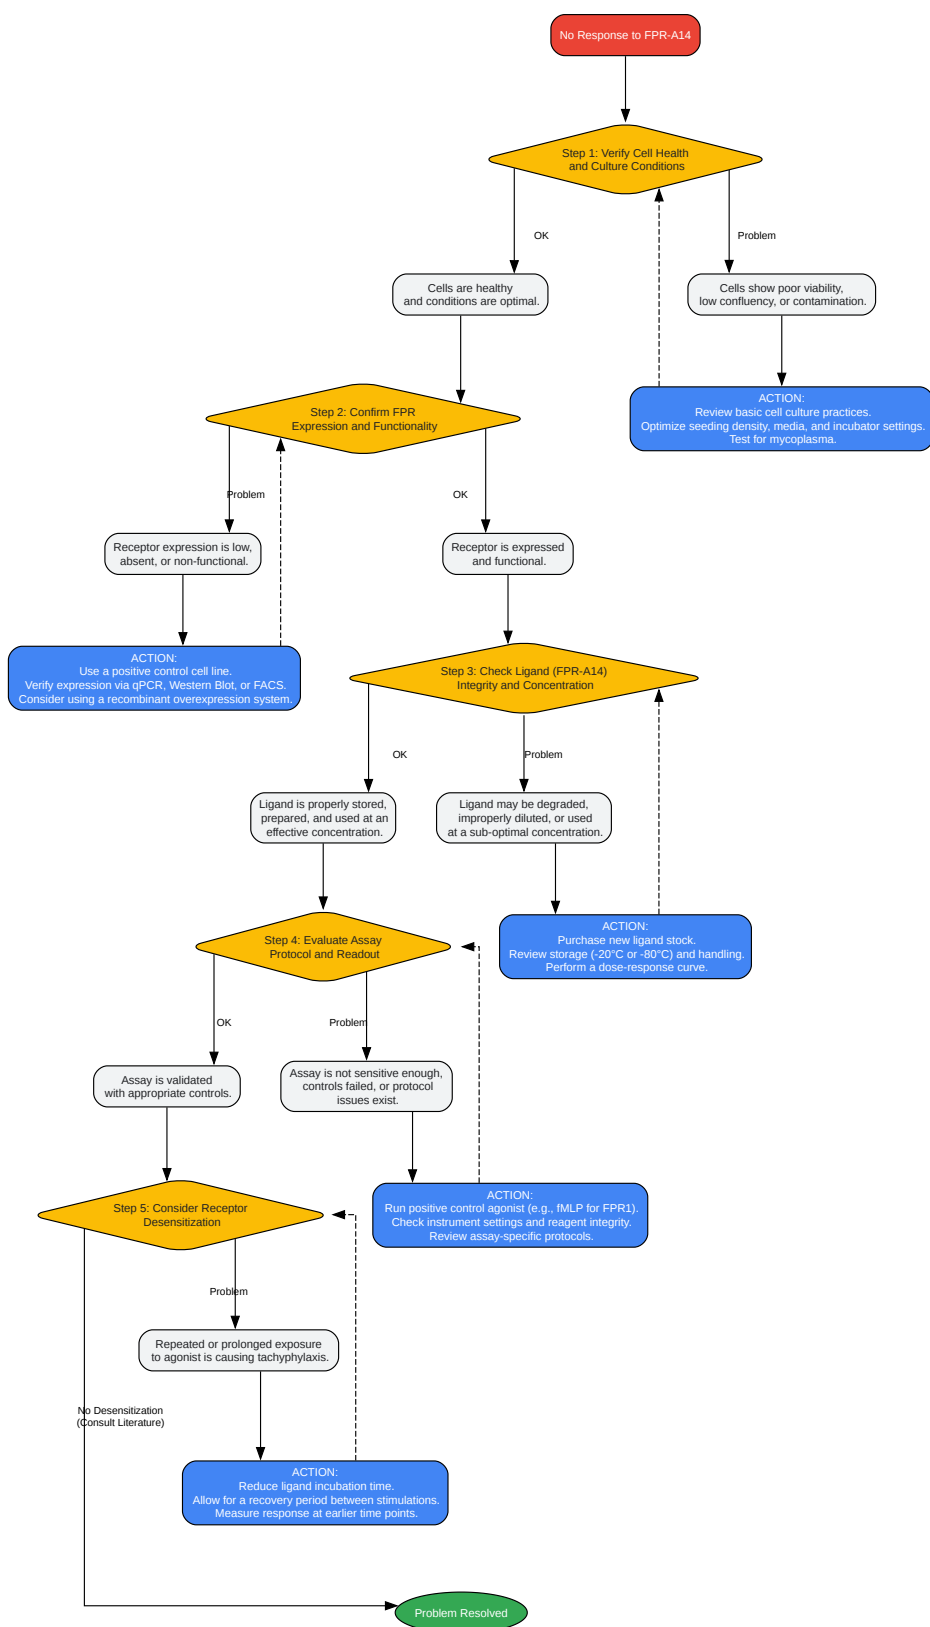 No Response to FPR-A14
Step 1: Verify Cell Health
and Culture Conditions
OK
Problem
Cells are healthy
and conditions are optimal.
Cells show poor viability,
low confluency, or contamination.
ACTION:
Review basic cell culture practices.
Optimize seeding density, media, and incubator settings.
Test for mycoplasma.
Step 2: Confirm FPR
Expression and Functionality
Problem
OK
Receptor expression is low,
absent, or non-functional.
Receptor is expressed
and functional.
ACTION:
Use a positive control cell line.
Verify expression via qPCR, Western Blot, or FACS.
Consider using a recombinant overexpression system.
Step 3: Check Ligand (FPR-A14)
Integrity and Concentration
OK
Problem
Ligand is properly stored,
prepared, and used at an
effective concentration.
Ligand may be degraded,
improperly diluted, or used
at a sub-optimal concentration.
ACTION:
Purchase new ligand stock.
Review storage (-20°C or -80°C) and handling.
Perform a dose-response curve.
Step 4: Evaluate Assay
Protocol and Readout
OK
Problem
Assay is validated
with appropriate controls.
Assay is not sensitive enough,
controls failed, or protocol
issues exist.
ACTION:
Run positive control agonist (e.g., fMLP for FPR1).
Check instrument settings and reagent integrity.
Review assay-specific protocols.
Step 5: Consider Receptor
Desensitization
Problem
Repeated or prolonged exposure
to agonist is causing tachyphylaxis.
No Desensitization
(Consult Literature)
ACTION:
Reduce ligand incubation time.
Allow for a recovery period between stimulations.
Measure response at earlier time points.
Problem Resolved